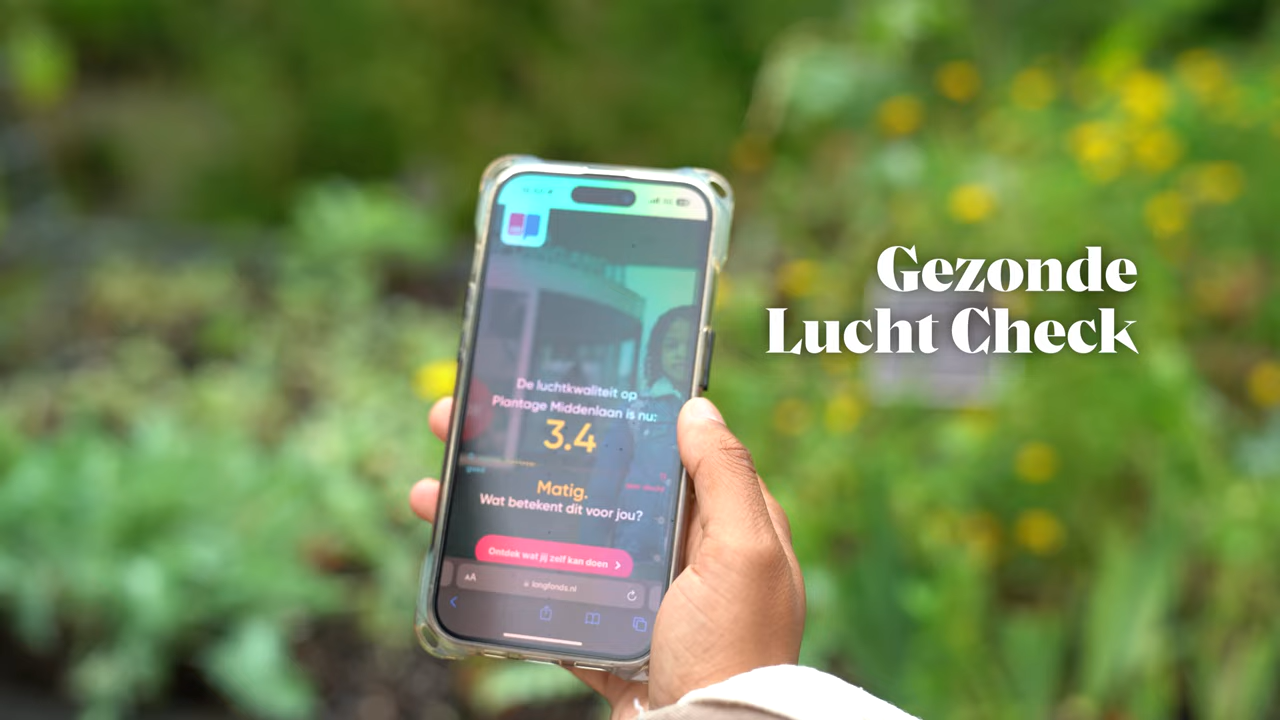 De luchtkwaliteit op
Plantage Middenlaan is nu:
3.4
Matig.
Wat betekent dit voor jou?
Ontdek wat jij zelf kan doen
AA
longfonds.nl
Gezonde
Lucht Check